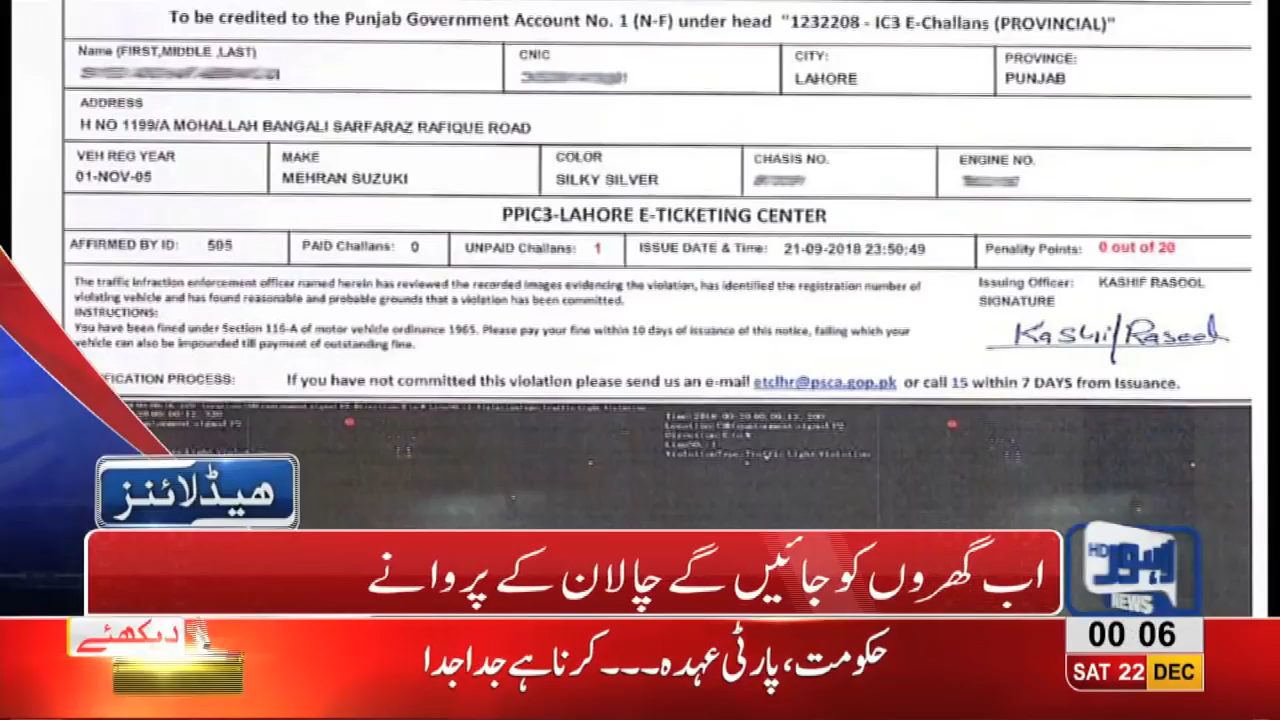 To be credited to the Punjab Government Account No. 1 (N-F) under head "1232208 - IC3 E-Challans (PROVINCIAL)"
Name (FIRST,MIDDLE ,LAST)
CNIC
CITY:
PROVINCE:
LAHORE
PUNJAB
ADDRESS
H NO 1199/A MOHALLAH BANGALI SARFARAZ RAFIQUE ROAD
VEH REG YEAR
MAKE
COLOR
CHASIS NO.
ENGINE NO.
01-NOV-05
MEHRAN SUZUKI
SILKY SILVER
PPIC3-LAHORE E-TICKETING CENTER
AFFIRMED BY ID: 505
PAID Challans: 0
UNPAID Challans: 1
ISSUE DATE & Time: 21-09-2018 23:50:49
Penality Points: 0 out of 20
The traffic infraction enforcement officer named herein has reviewed the recorded images evidencing the violation, has identified the registration number of
violating vehicle and has found reasonable and probable grounds that a violation has been committed.
INSTRUCTIONS:
You have been fined under Section 116-A of motor vehicle ordinance 1965. Please pay your fine within 10 days of issuance of this notice, failing which your
vehicle can also be impounded till payment of outstanding fine.
Issuing Officer: KASHIF RASOOL
SIGNATURE
Kashif Rasool
IFICATION PROCESS: If you have not committed this violation please send us an e-mail etclhr@psca.gop.pk or call 15 within 7 DAYS from Issuance.
ہیڈلائنز
اب گھروں کو جائیں گے چالان کے پروانے
HD لاہور
NEWS
دیکھئے
حکومت، پارٹی عہدہ۔۔۔ کرنا ہے جدا جدا
00 06
SAT 22 DEC